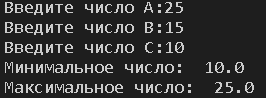 Введите число A:25
Введите число B:15
Введите число C:10
Минимальное число:  10.0
Максимальное число:  25.0